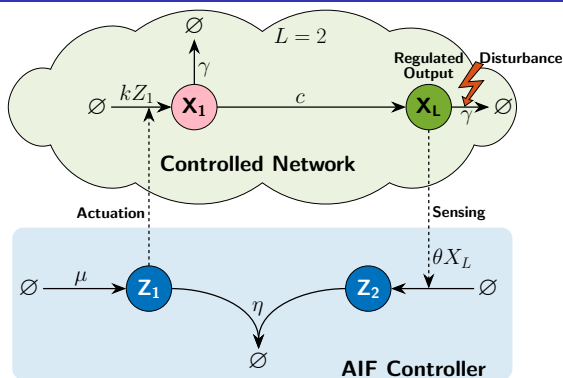 ∅
L = 2
γ
Regulated Output
Disturbance
∅
kZ₁
X₁
c
X_L
γ
∅
Controlled Network
Actuation
Sensing
∅
μ
Z₁
η
Z₂
θX_L
∅
∅
AIF Controller